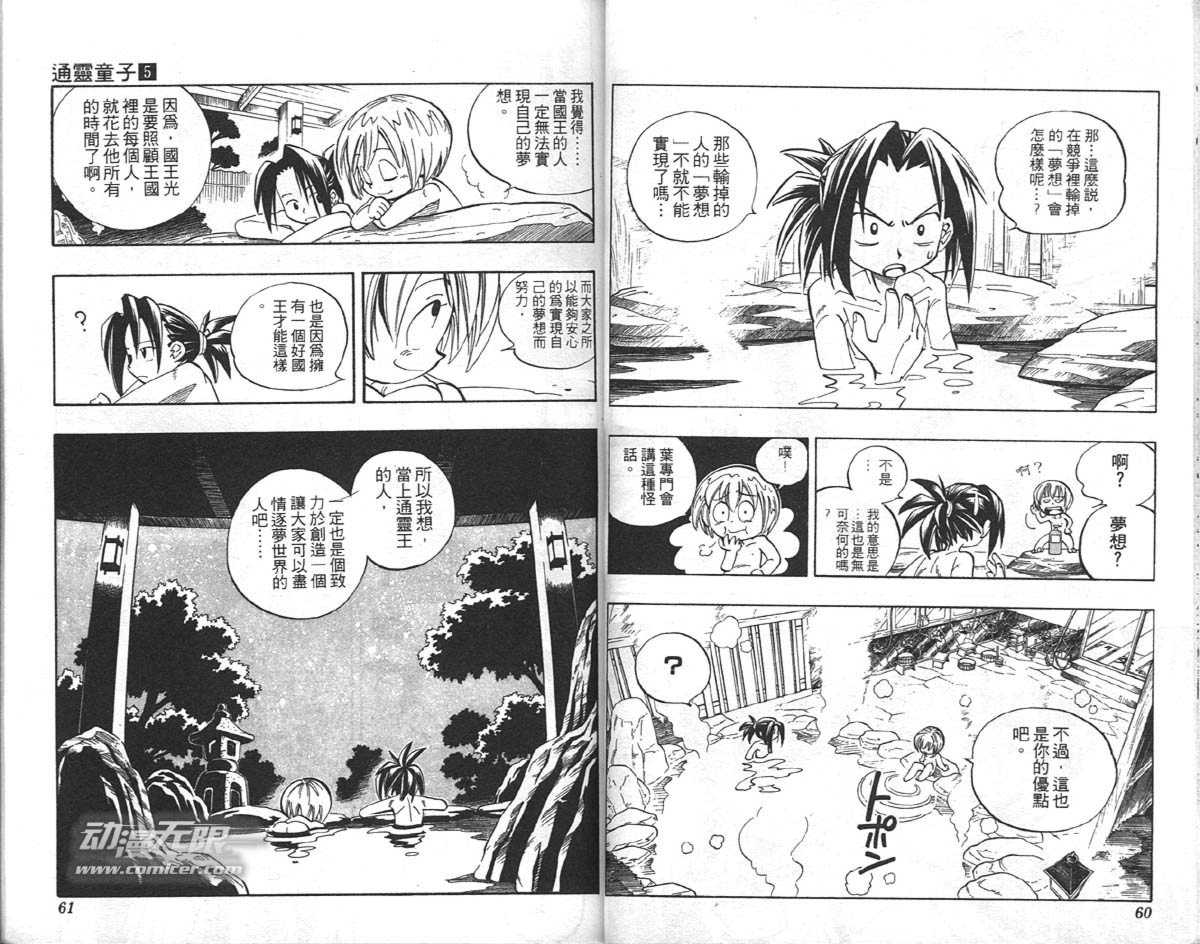 那…這麼說，
在競爭裡輸掉
的「夢想」會
怎麼樣呢…?
那些輸掉的
人的「夢想
」不就不能
實現了嗎…
啊?
夢想?
啊?
不是
我的意思是
…這也是無
可奈何的嗎
?
噗!
葉專門會
講這種怪
話。
不過，這也
是你的優點
吧。
?
トポン
60
通靈童子5
我覺得……
當國王的人
一定無法實
現自己的夢
想。
因為，國王光
是要照顧王國
裡的每個人，
就花去他所有
的時間了啊。
而大家之所
以能夠安心
的為實現自
己的夢想而
努力，
也是因為擁
有一個好國
王才能這樣
。
?
所以我想，
當上通靈王
的人，
一定也是個致
力於創造一個
讓大家可以盡
情逐夢世界的
人吧……
动漫无限
www.comicer.com
61